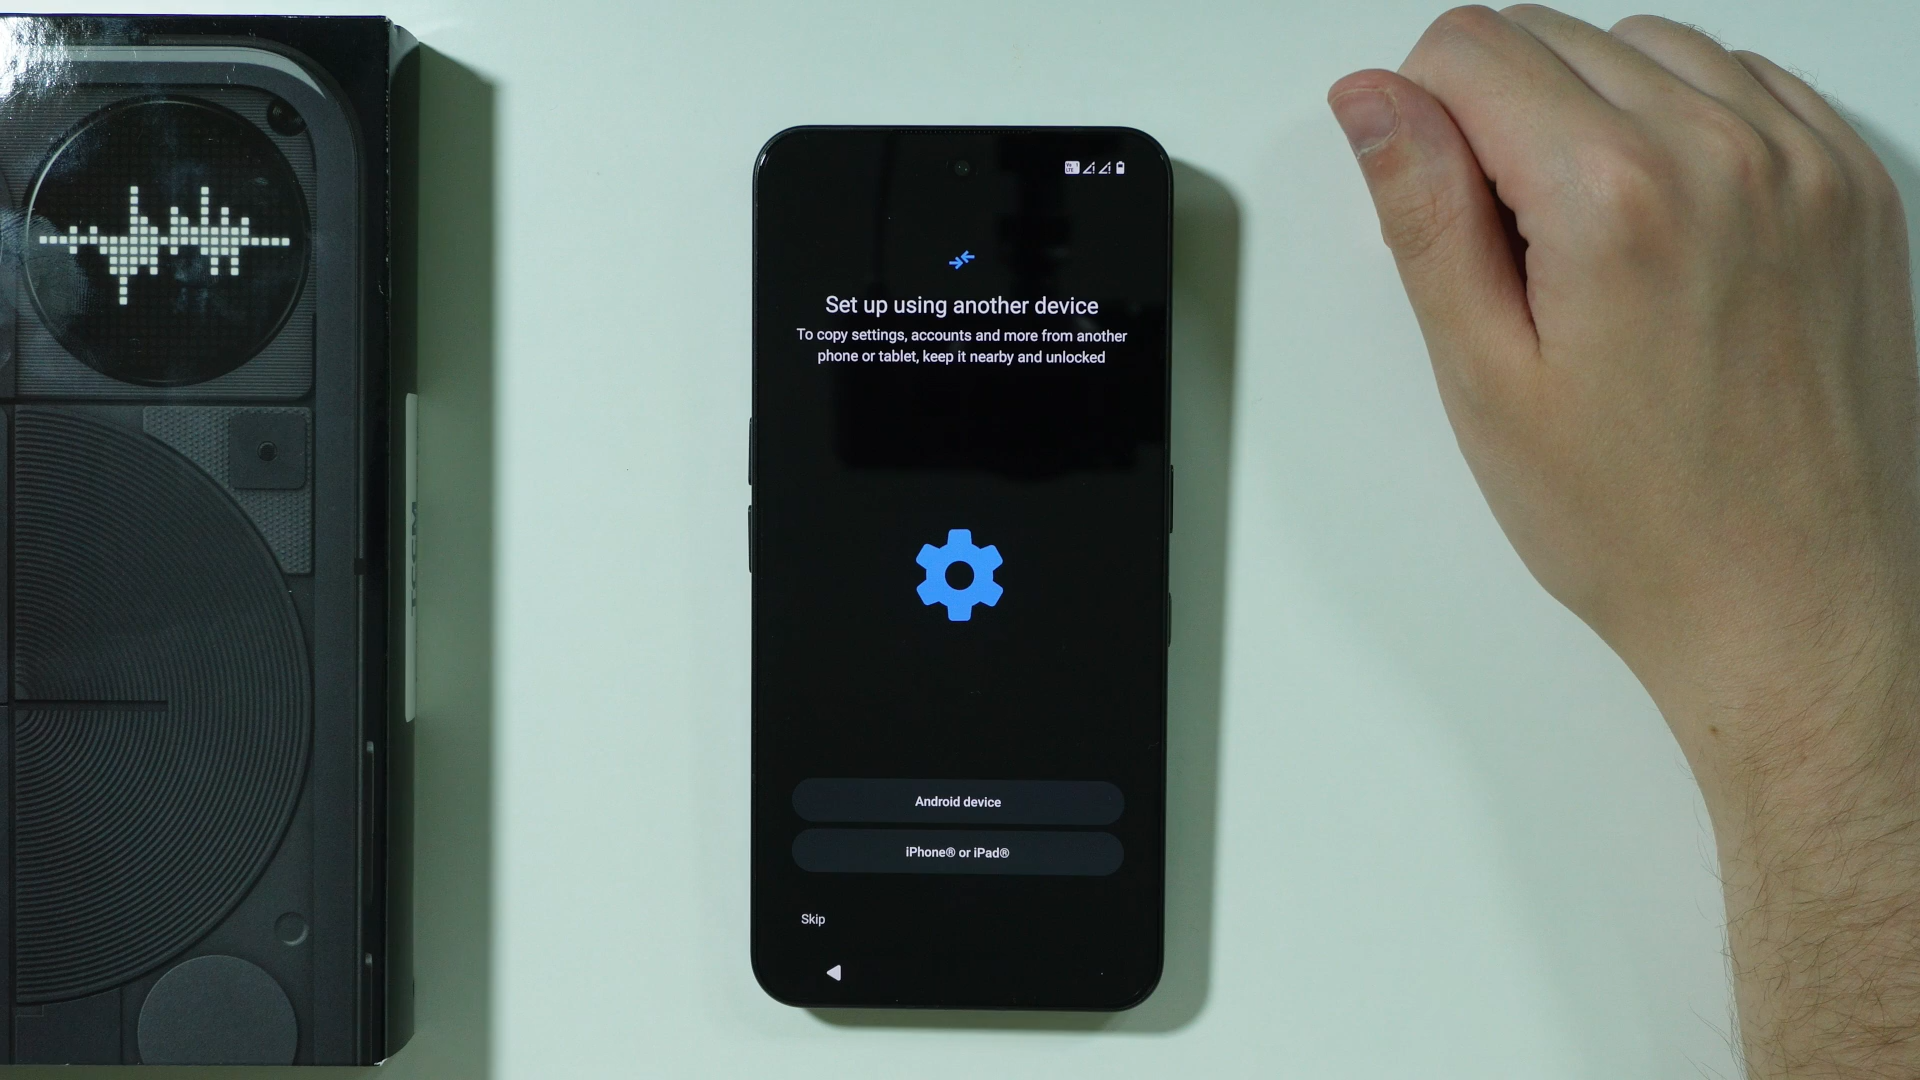 Set up using another device
To copy settings, accounts and more from another
phone or tablet, keep it nearby and unlocked
Android device
iPhone® or iPad®
Skip